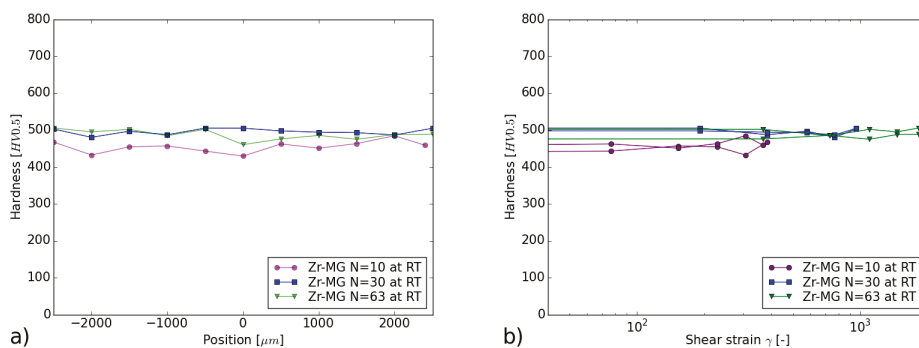 800
700
600
500
400
300
200
100
0
Hardness [HV0.5]
Zr-MG N=10 at RT
Zr-MG N=30 at RT
Zr-MG N=63 at RT
−2000 −1000 0 1000 2000
Position [μm]
a)
800
700
600
500
400
300
200
100
0
Hardness [HV0.5]
Zr-MG N=10 at RT
Zr-MG N=30 at RT
Zr-MG N=63 at RT
10² 10³
Shear strain γ [-]
b)